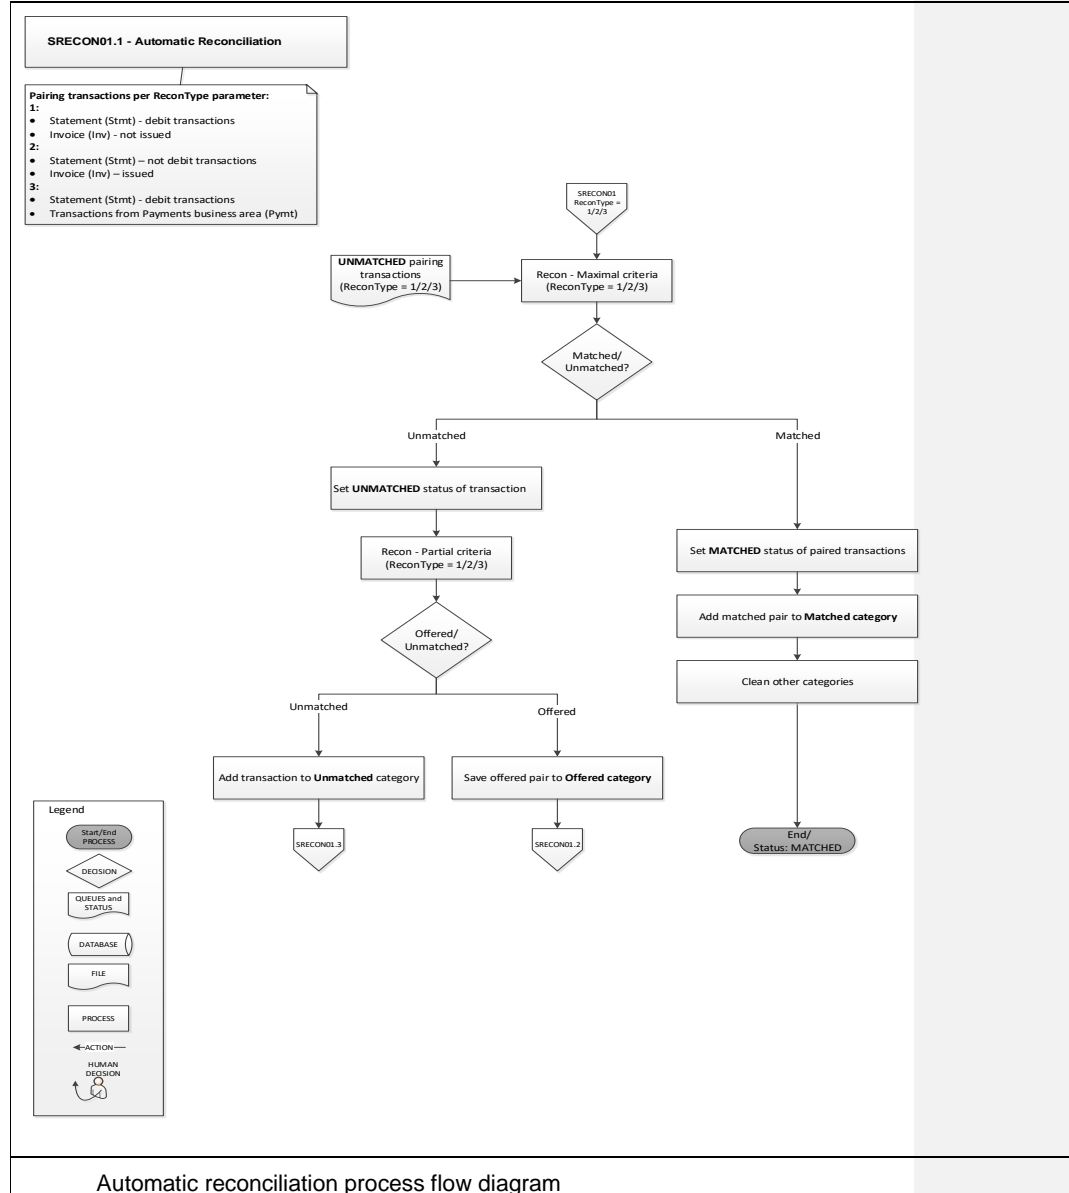 SRECON01.1 - Automatic Reconciliation
Pairing transactions per ReconType parameter:
1:
• Statement (Stmt) - debit transactions
• Invoice (Inv) - not issued
2:
• Statement (Stmt) – not debit transactions
• Invoice (Inv) – issued
3:
• Statement (Stmt) - debit transactions
• Transactions from Payments business area (Pymt)
SRECON01
ReconType =
1/2/3
UNMATCHED pairing
transactions
(ReconType = 1/2/3)
Recon - Maximal criteria
(ReconType = 1/2/3)
Matched/
Unmatched?
Unmatched
Matched
Set UNMATCHED status of transaction
Recon - Partial criteria
(ReconType = 1/2/3)
Set MATCHED status of paired transactions
Add matched pair to Matched category
Offered/
Unmatched?
Clean other categories
Unmatched
Offered
Add transaction to Unmatched category
Save offered pair to Offered category
SRECON01.3
SRECON01.2
End/
Status: MATCHED
Legend
Start/End
PROCESS
DECISION
QUEUES and
STATUS
DATABASE
FILE
PROCESS
ACTION
HUMAN
DECISION
Automatic reconciliation process flow diagram